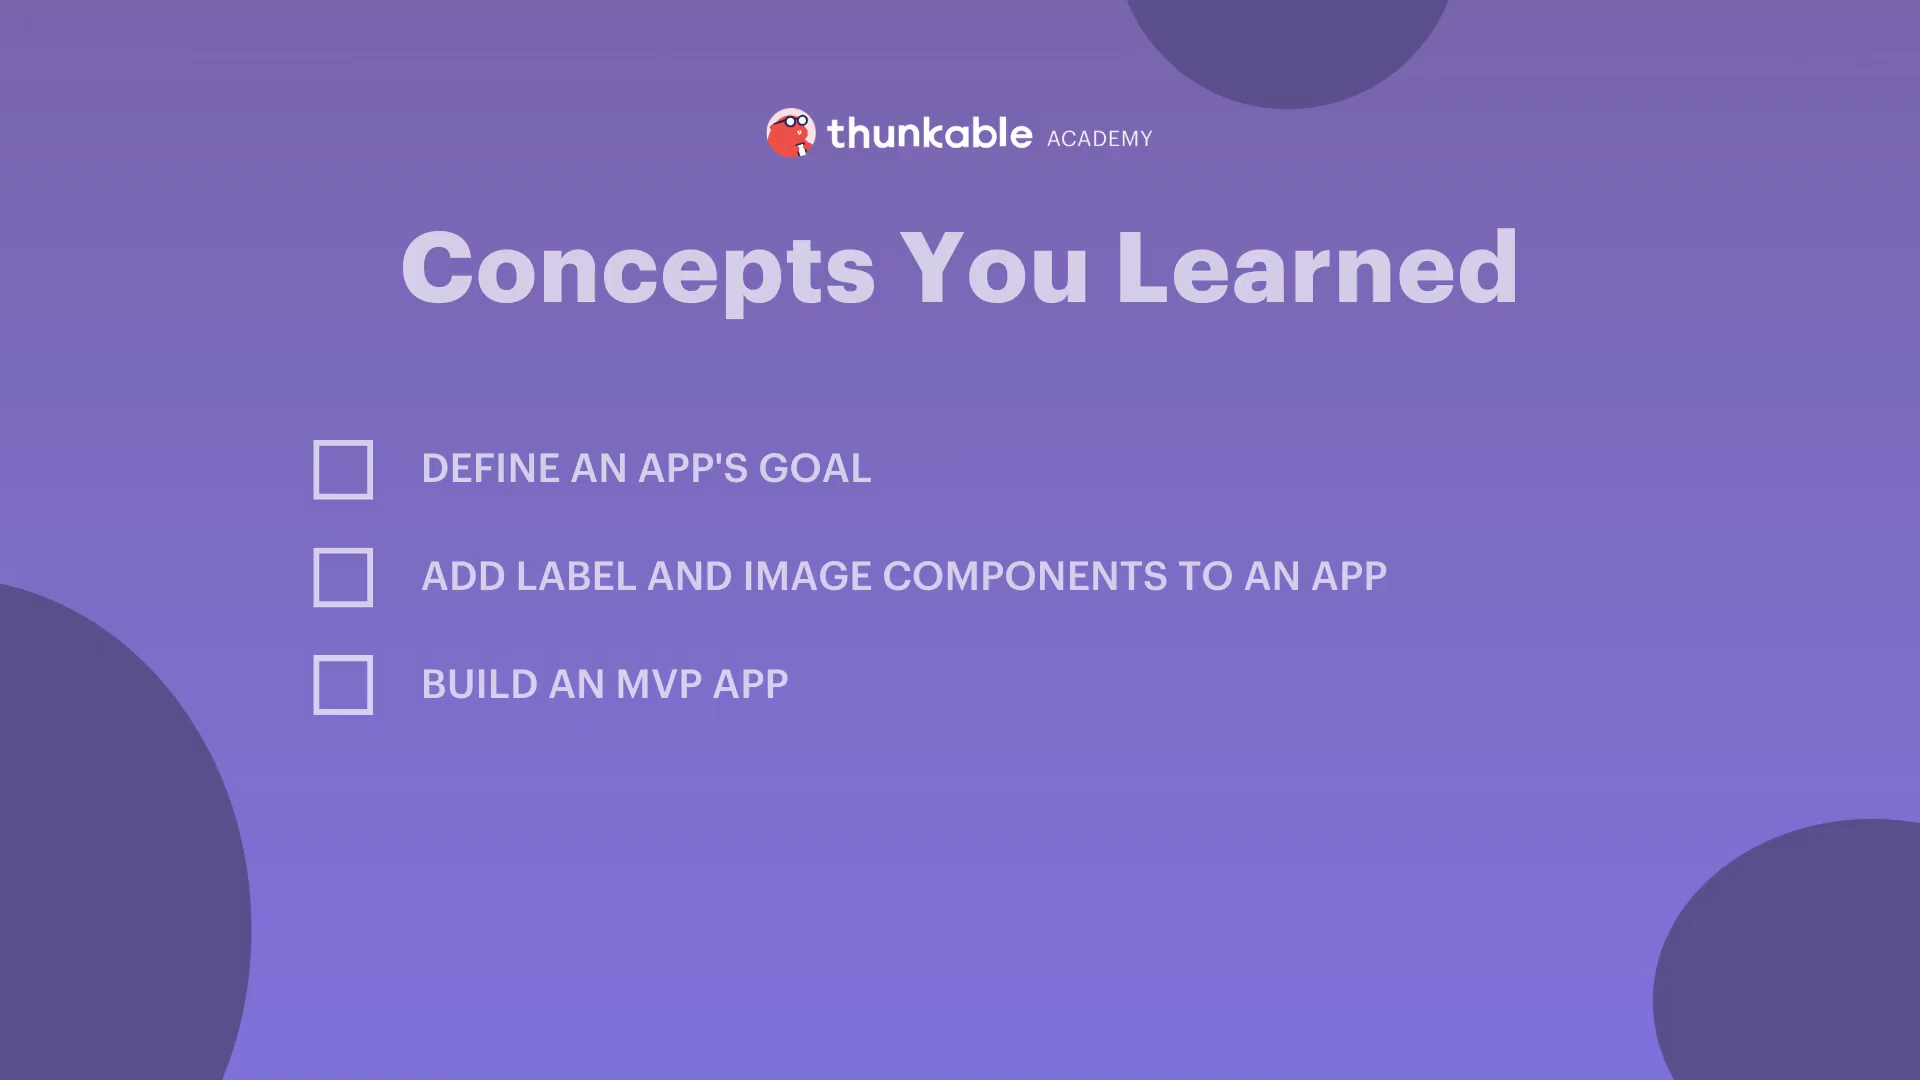 thunkable ACADEMY
Concepts You Learned
DEFINE AN APP'S GOAL
ADD LABEL AND IMAGE COMPONENTS TO AN APP
BUILD AN MVP APP